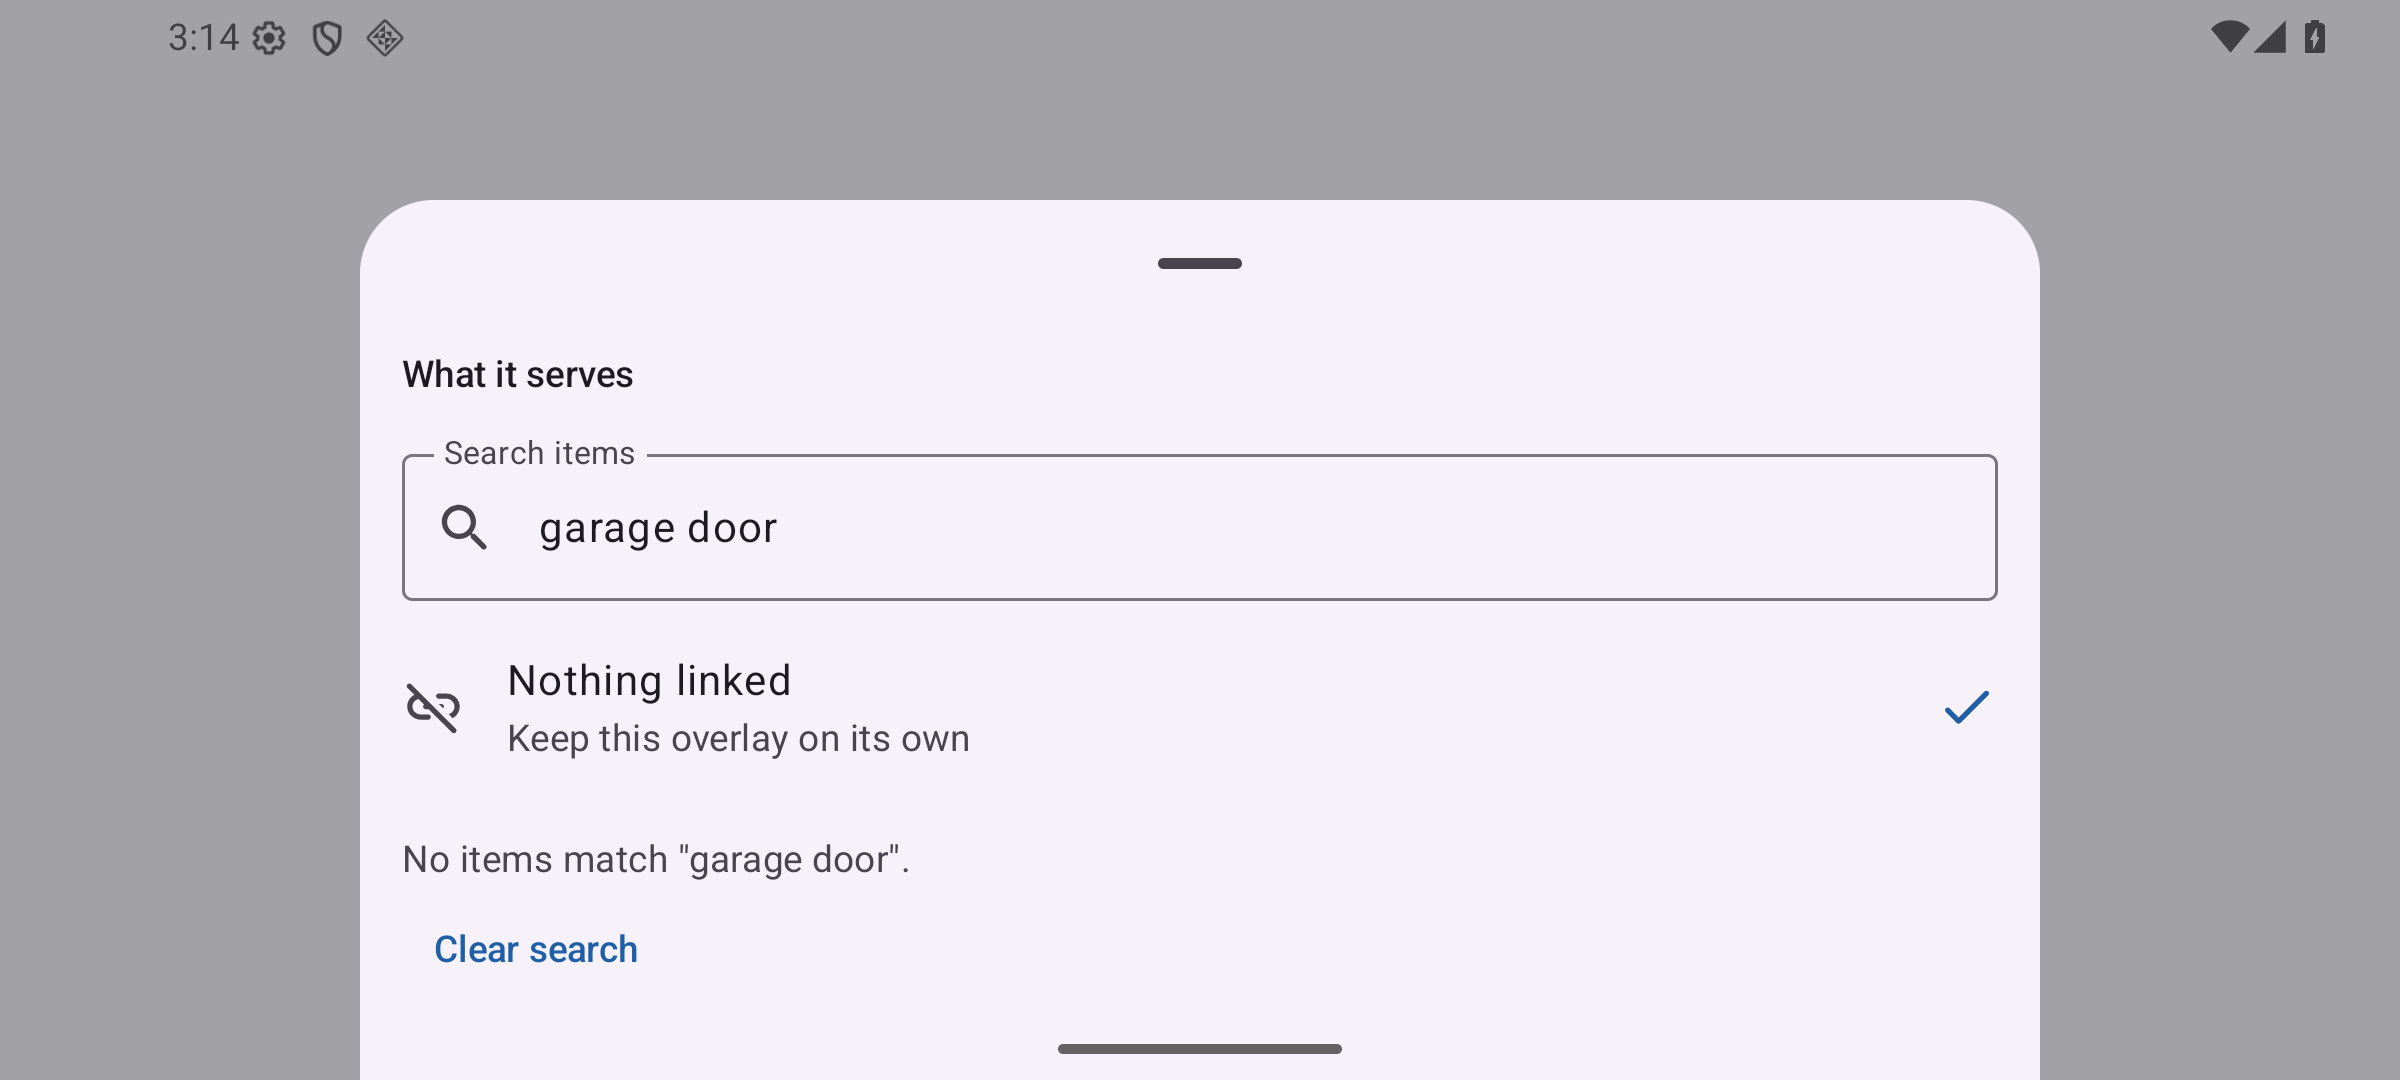 3:14
What it serves
Search items
garage door
Nothing linked
Keep this overlay on its own
No items match "garage door".
Clear search